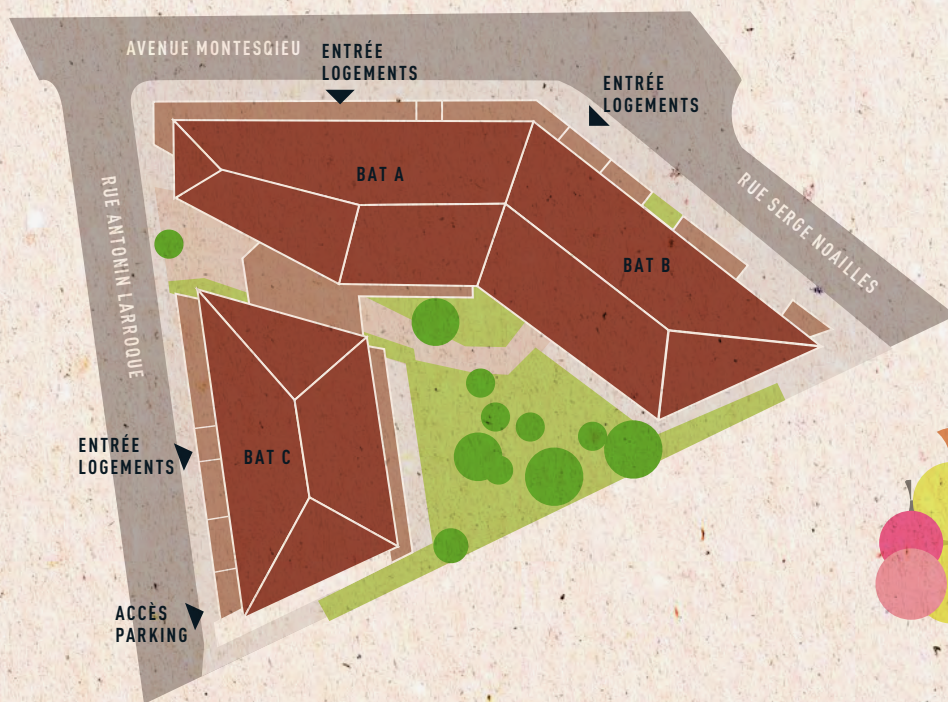 AVENUE MONTESQIEU
ENTRÉE
LOGEMENTS
ENTRÉE
LOGEMENTS
BAT A
RUE ANTONIN LARROQUE
RUE SERGE NOAILLES
BAT B
ENTRÉE
LOGEMENTS
BAT C
ACCÈS
PARKING